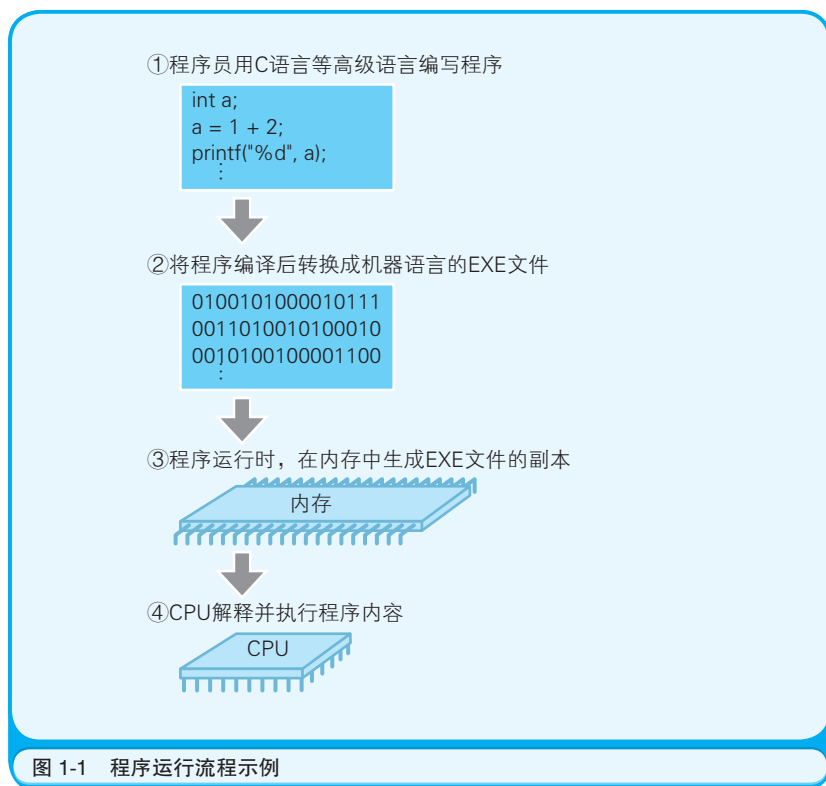 ①程序员用C语言等高级语言编写程序
int a;
a = 1 + 2;
printf("%d", a);
⋮
②将程序编译后转换成机器语言的EXE文件
0100101000010111
0011010010100010
0010100100001100
⋮
③程序运行时，在内存中生成EXE文件的副本
内存
④CPU解释并执行程序内容
CPU
图 1-1 程序运行流程示例